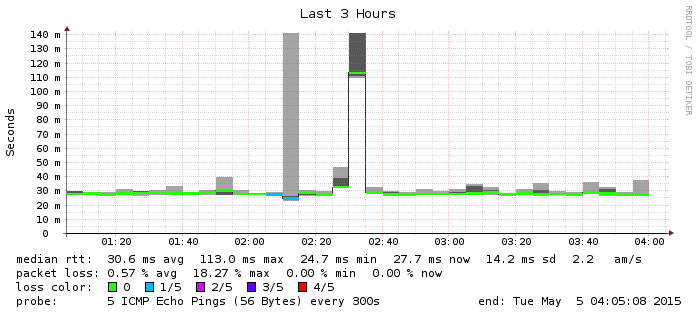 Last 3 Hours
RRDTOOL / TOBI OETIKER
Seconds
140 m
130 m
120 m
110 m
100 m
90 m
80 m
70 m
60 m
50 m
40 m
30 m
20 m
10 m
0
01:20 01:40 02:00 02:20 02:40 03:00 03:20 03:40 04:00
median rtt: 30.6 ms avg 113.0 ms max 24.7 ms min 27.7 ms now 14.2 ms sd 2.2 am/s
packet loss: 0.57 % avg 18.27 % max 0.00 % min 0.00 % now
loss color: 0 1/5 2/5 3/5 4/5
probe: 5 ICMP Echo Pings (56 Bytes) every 300s end: Tue May 5 04:05:08 2015